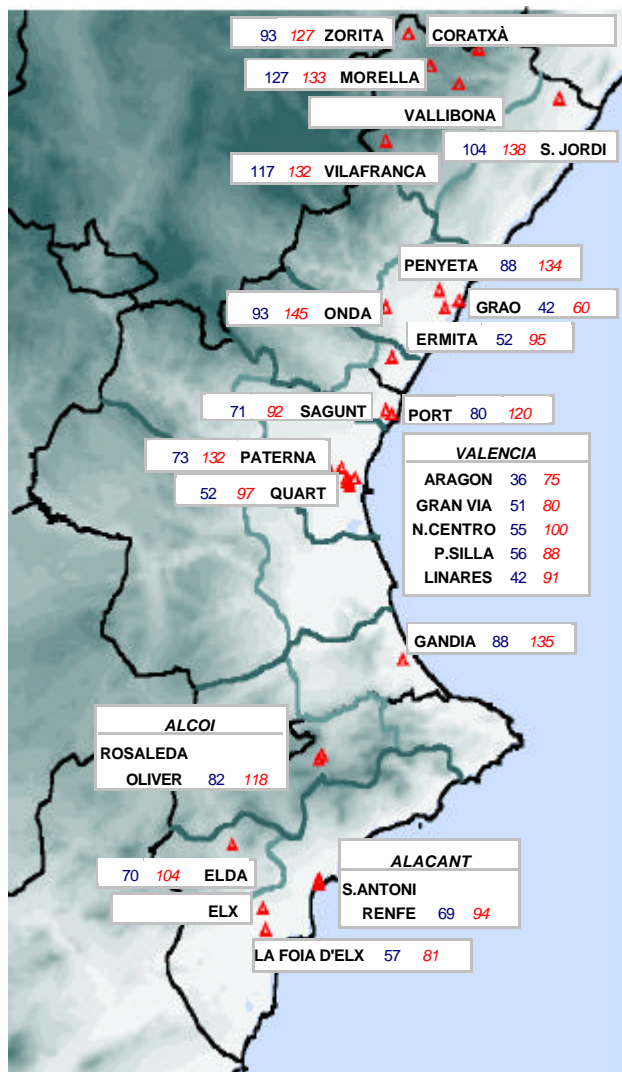 93 127 ZORITA
CORATXÀ
127 133 MORELLA
VALLIBONA
104 138 S. JORDI
117 132 VILAFRANCA
PENYETA 88 134
93 145 ONDA
GRAO 42 60
ERMITA 52 95
71 92 SAGUNT
PORT 80 120
73 132 PATERNA
52 97 QUART
VALENCIA
ARAGON 36 75
GRAN VIA 51 80
N.CENTRO 55 100
P.SILLA 56 88
LINARES 42 91
GANDIA 88 135
ALCOI
ROSALEDA
OLIVER 82 118
70 104 ELDA
ELX
ALACANT
S.ANTONI
RENFE 69 94
LA FOIA D'ELX 57 81